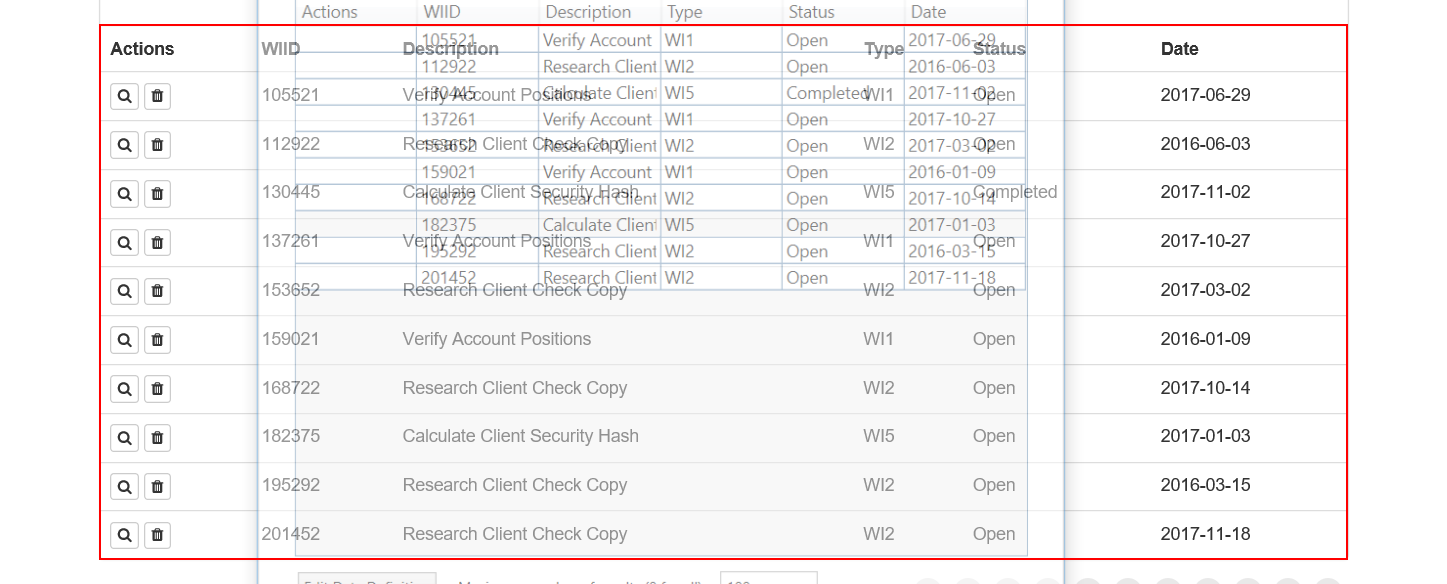 Actions WIID Description Type Status Date
Actions WIID Description Type Status Date
105521 Verify Account WI1 Open 2017-06-29
112922 Research Client WI2 Open 2016-06-03
130445 Calculate Client WI5 Completed 2017-11-02
137261 Verify Account WI1 Open 2017-10-27
153652 Research Client WI2 Open 2017-03-02
159021 Verify Account WI1 Open 2016-01-09
168722 Research Client WI2 Open 2017-10-14
182375 Calculate Client WI5 Open 2017-01-03
195292 Research Client WI2 Open 2016-03-15
201452 Research Client WI2 Open 2017-11-18
105521 Verify Account Positions WI1 Open 2017-06-29
112922 Research Client Check Copy WI2 Open 2016-06-03
130445 Calculate Client Security Hash WI5 Completed 2017-11-02
137261 Verify Account Positions WI1 Open 2017-10-27
153652 Research Client Check Copy WI2 Open 2017-03-02
159021 Verify Account Positions WI1 Open 2016-01-09
168722 Research Client Check Copy WI2 Open 2017-10-14
182375 Calculate Client Security Hash WI5 Open 2017-01-03
195292 Research Client Check Copy WI2 Open 2016-03-15
201452 Research Client Check Copy WI2 Open 2017-11-18